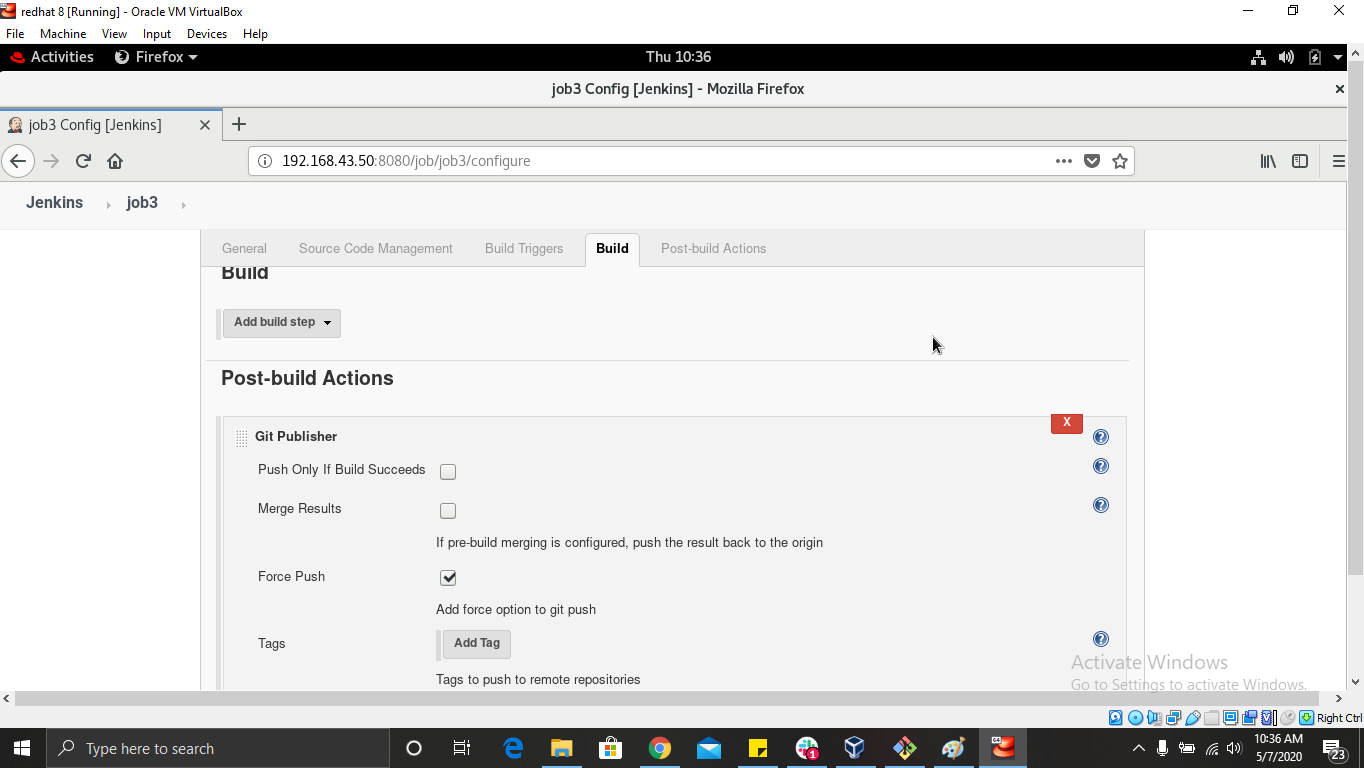 redhat 8 [Running] - Oracle VM VirtualBox
File Machine View Input Devices Help
Activities Firefox Thu 10:36
job3 Config [Jenkins] - Mozilla Firefox
job3 Config [Jenkins]
192.168.43.50:8080/job/job3/configure
Jenkins job3
General Source Code Management Build Triggers Build Post-build Actions
Build
Add build step
Post-build Actions
X
Git Publisher
Push Only If Build Succeeds
Merge Results
If pre-build merging is configured, push the result back to the origin
Force Push
Add force option to git push
Tags Add Tag
Tags to push to remote repositories
Activate Windows
Go to Settings to activate Windows.
Right Ctrl
Type here to search
1
10:36 AM
5/7/2020
23